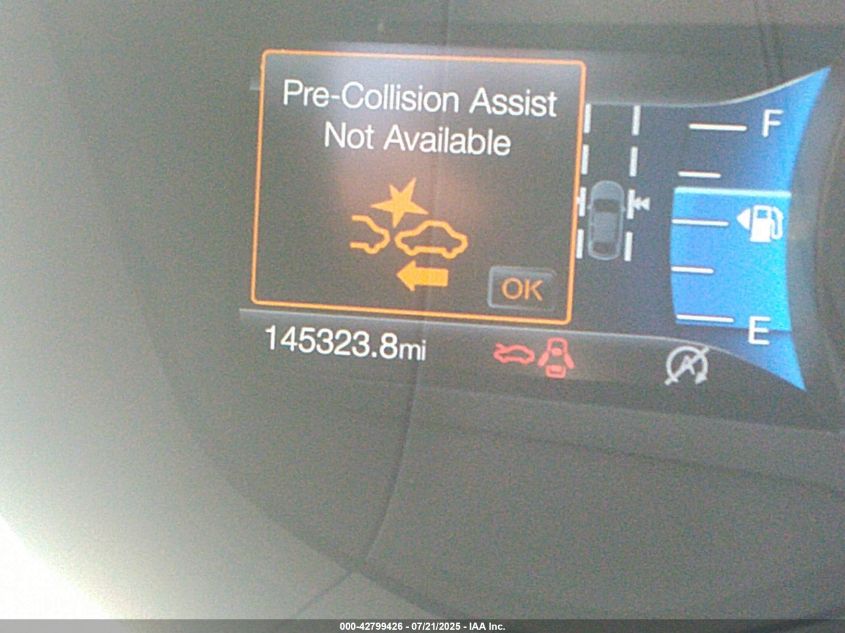 Pre-Collision Assist
Not Available
OK
F
E
145323.8mi
000-42799426 - 07/21/2025 - IAA Inc.